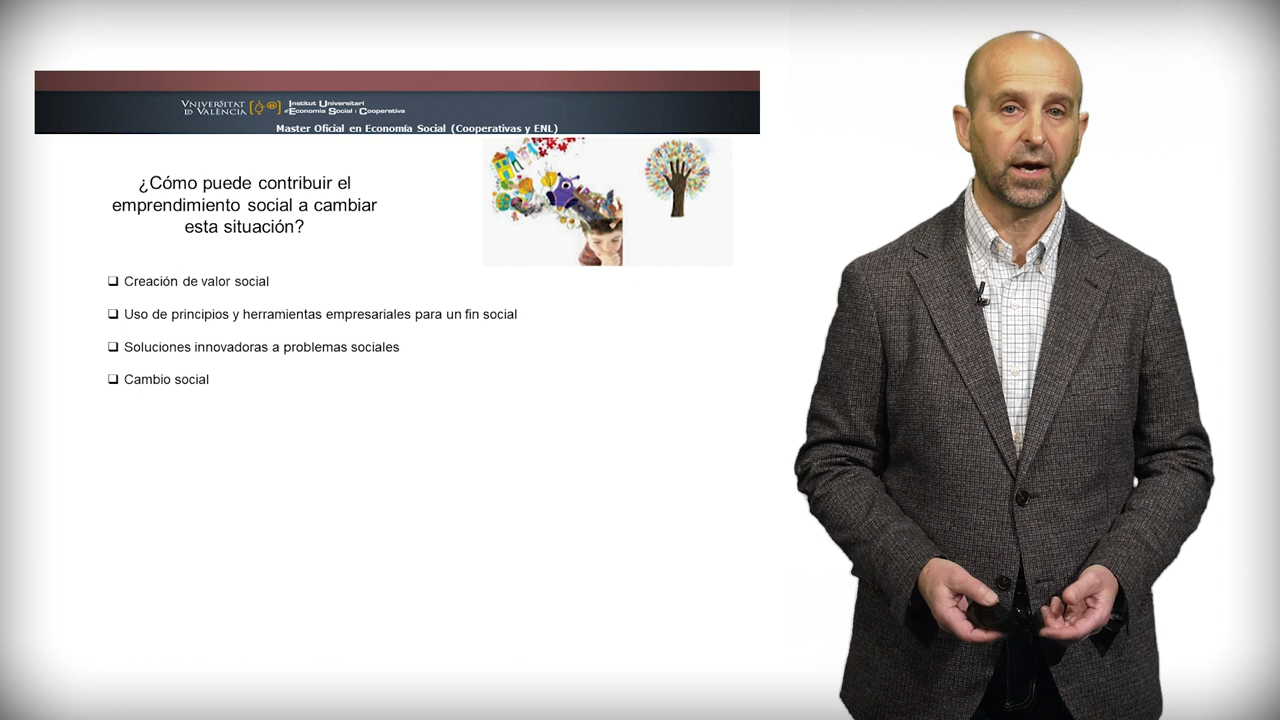 VNIVERSITAT
ID VALÈNCIA
Institut Universitari
d'Economia Social i Cooperativa
Master Oficial en Economía Social (Cooperativas y ENL)
¿Cómo puede contribuir el
emprendimiento social a cambiar
esta situación?
Creación de valor social
Uso de principios y herramientas empresariales para un fin social
Soluciones innovadoras a problemas sociales
Cambio social